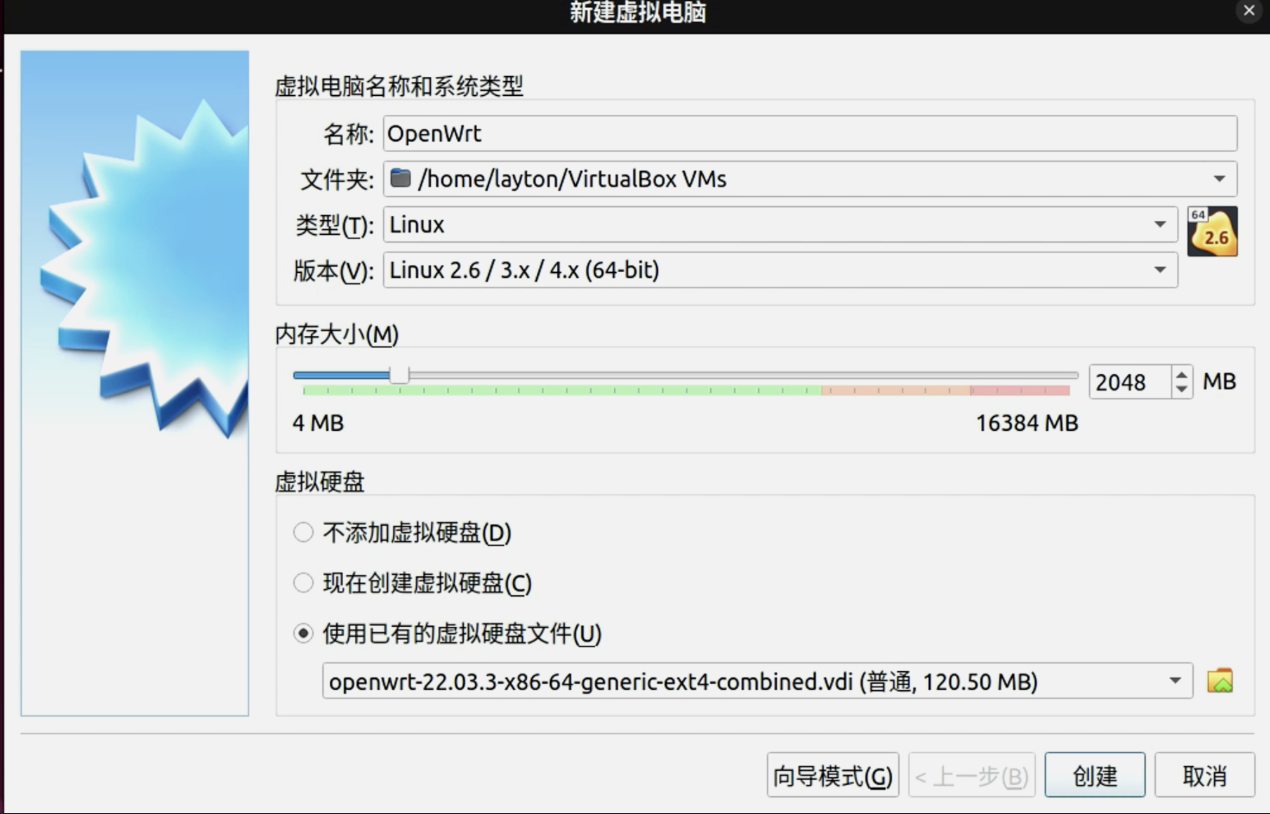 新建虚拟电脑
虚拟电脑名称和系统类型
名称: OpenWrt
文件夹: /home/layton/VirtualBox VMs
类型(T): Linux
64
2.6
版本(V): Linux 2.6 / 3.x / 4.x (64-bit)
内存大小(M)
2048 MB
4 MB 16384 MB
虚拟硬盘
不添加虚拟硬盘(D)
现在创建虚拟硬盘(C)
使用已有的虚拟硬盘文件(U)
openwrt-22.03.3-x86-64-generic-ext4-combined.vdi (普通, 120.50 MB)
向导模式(G) < 上一步(B) 创建 取消